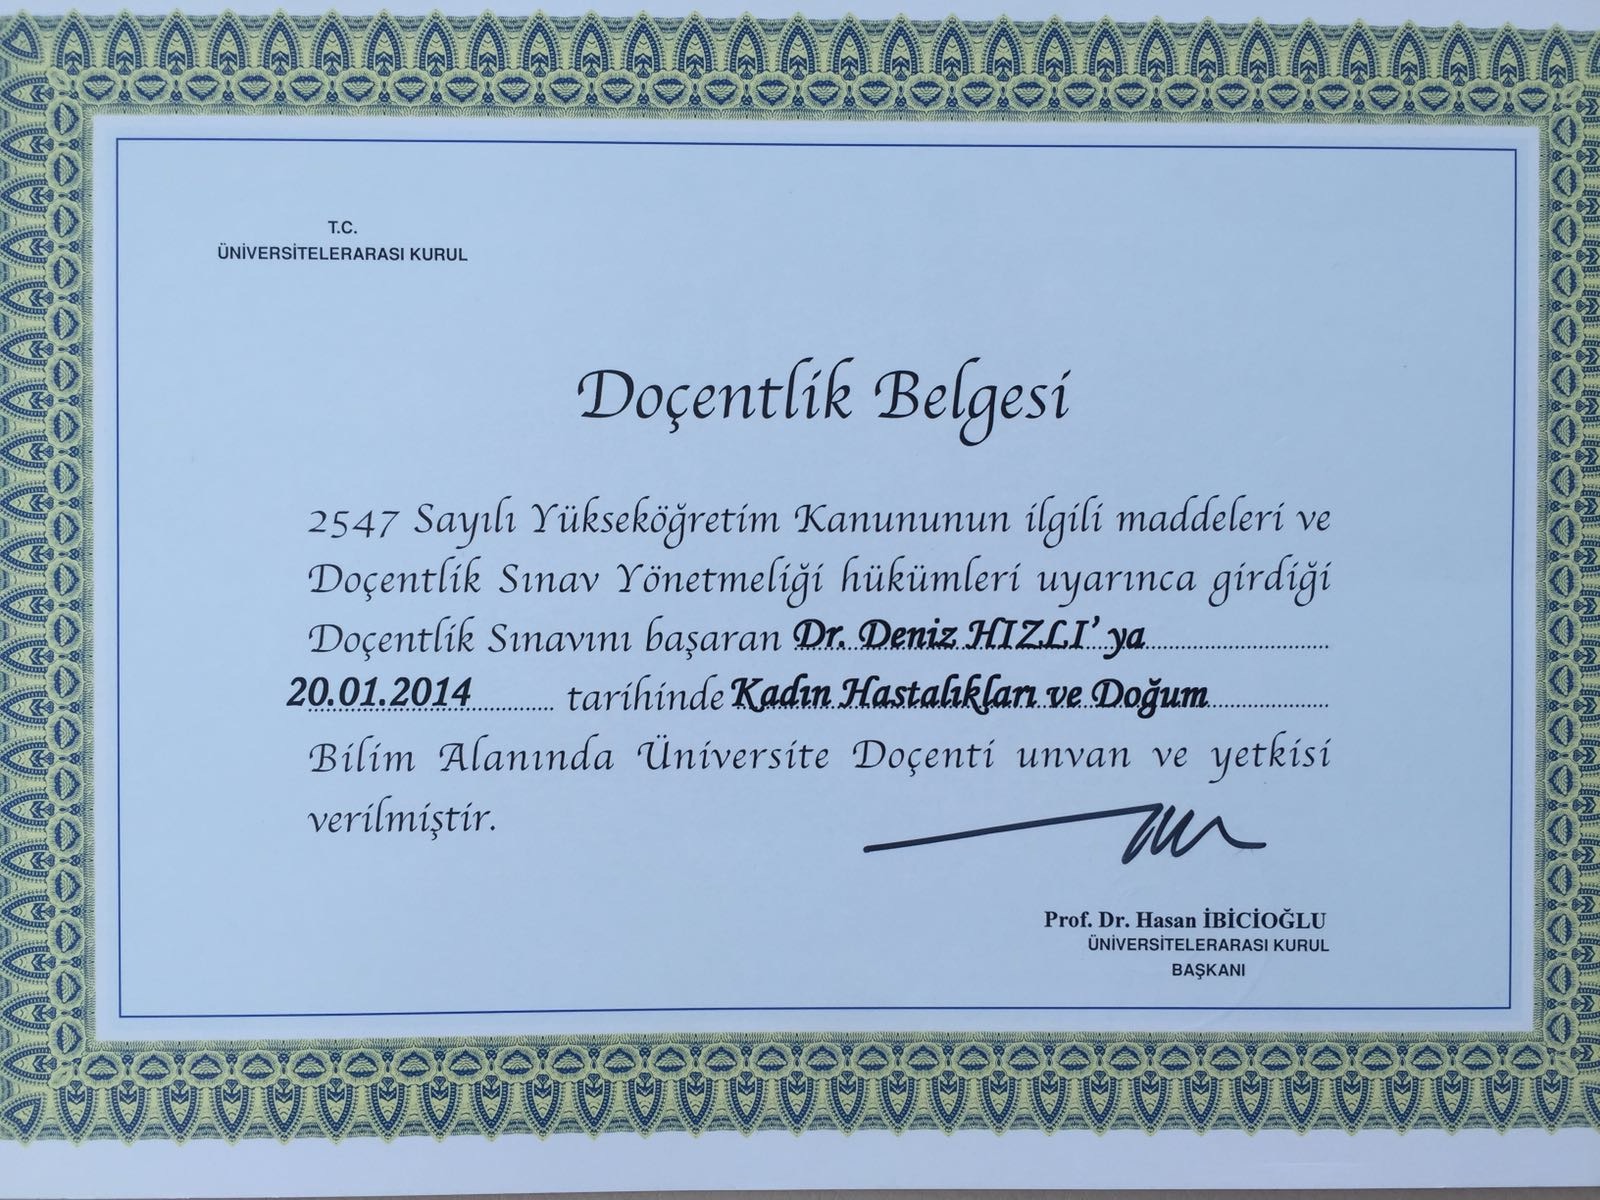 T.C.
ÜNİVERSİTELERARASI KURUL
Doçentlik Belgesi
2547 Sayılı Yükseköğretim Kanununun ilgili maddeleri ve
Doçentlik Sınav Yönetmeliği hükümleri uyarınca girdiği
Doçentlik Sınavını başaran Dr. Deniz HIZLI' ya
20.01.2014 tarihinde Kadın Hastalıkları ve Doğum
Bilim Alanında Üniversite Doçenti unvan ve yetkisi
verilmiştir.
Prof. Dr. Hasan İBİCİOĞLU
ÜNİVERSİTELERARASI KURUL
BAŞKANI